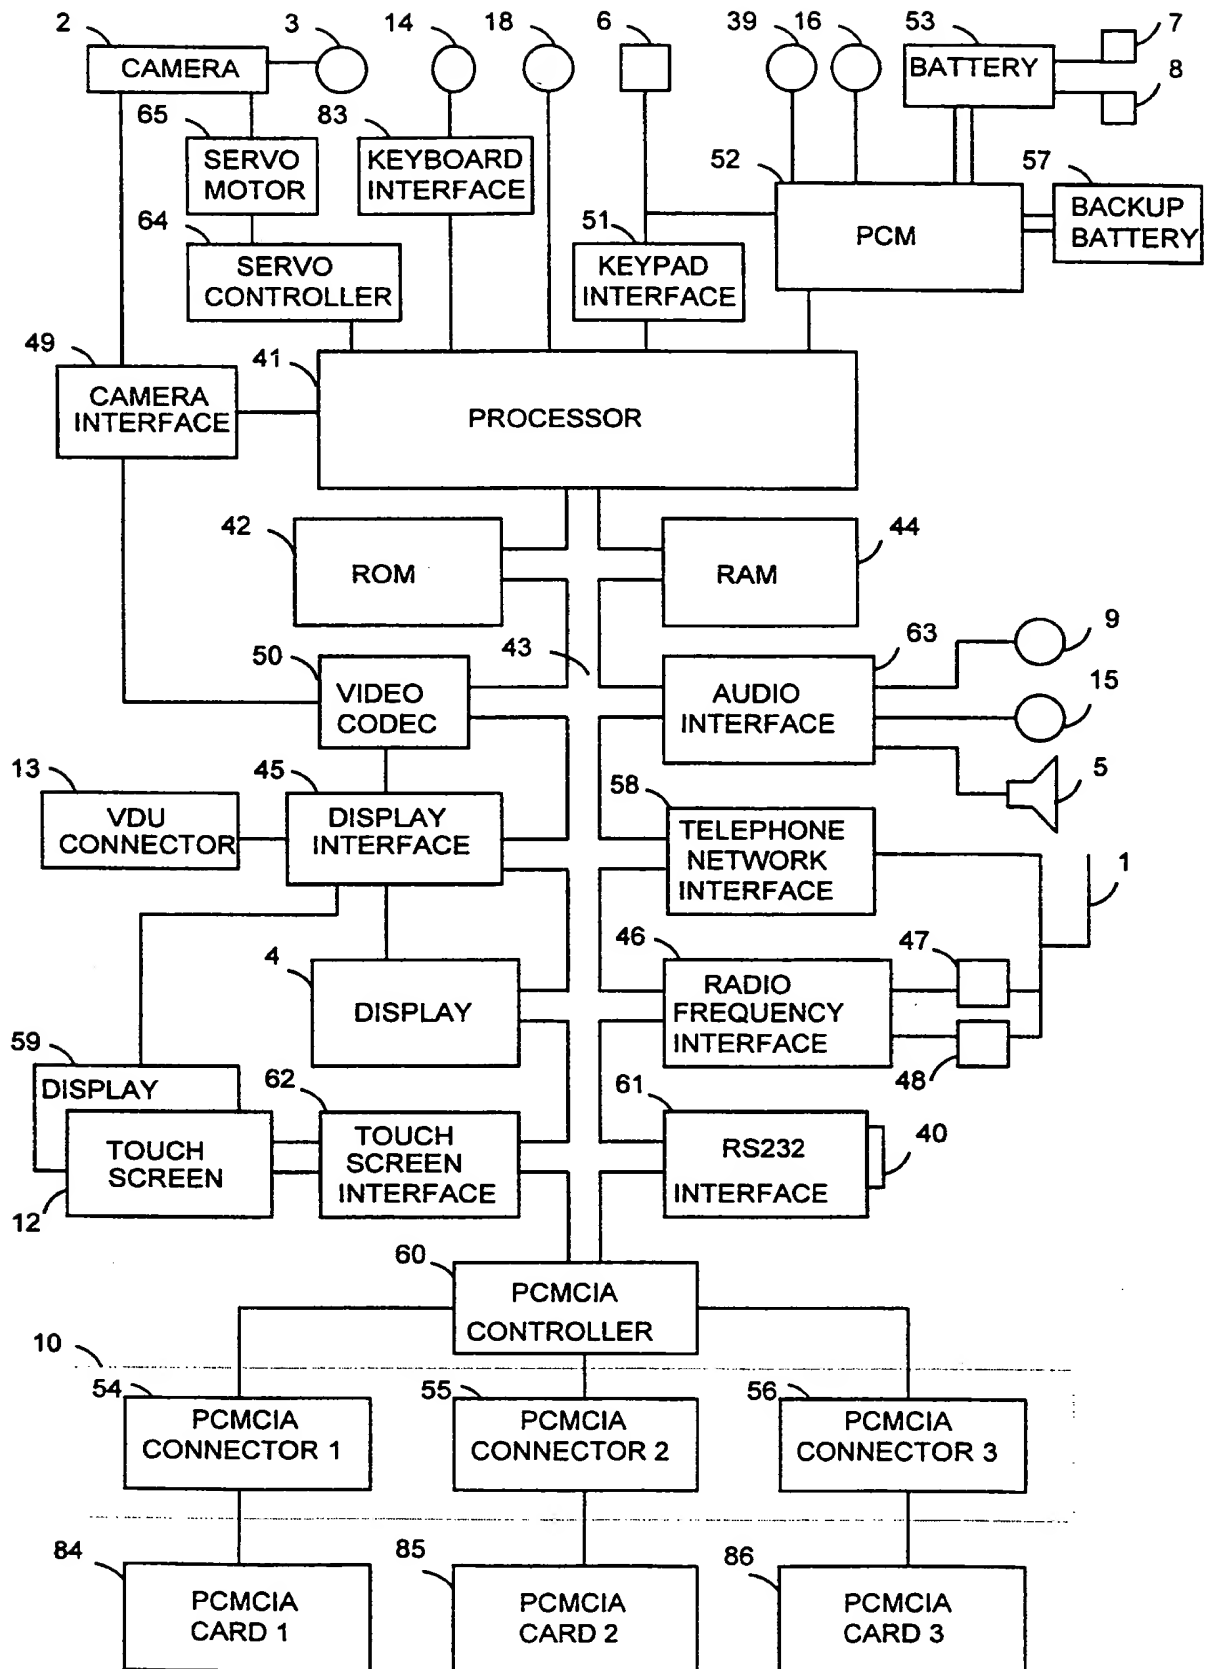 2
3
14
18
6
39
16
53
7
CAMERA
BATTERY
8
65
83
SERVO
MOTOR
KEYBOARD
INTERFACE
52
57
64
51
PCM
BACKUP
BATTERY
SERVO
CONTROLLER
KEYPAD
INTERFACE
49
41
CAMERA
INTERFACE
PROCESSOR
42
44
ROM
RAM
9
50
43
63
VIDEO
CODEC
AUDIO
INTERFACE
15
13
45
58
5
VDU
CONNECTOR
DISPLAY
INTERFACE
TELEPHONE
NETWORK
INTERFACE
1
4
46
47
DISPLAY
RADIO
FREQUENCY
INTERFACE
48
59
62
61
DISPLAY
40
TOUCH
SCREEN
TOUCH
SCREEN
INTERFACE
RS232
INTERFACE
12
60
PCMCIA
CONTROLLER
10
54
55
56
PCMCIA
CONNECTOR 1
PCMCIA
CONNECTOR 2
PCMCIA
CONNECTOR 3
84
85
86
PCMCIA
CARD 1
PCMCIA
CARD 2
PCMCIA
CARD 3